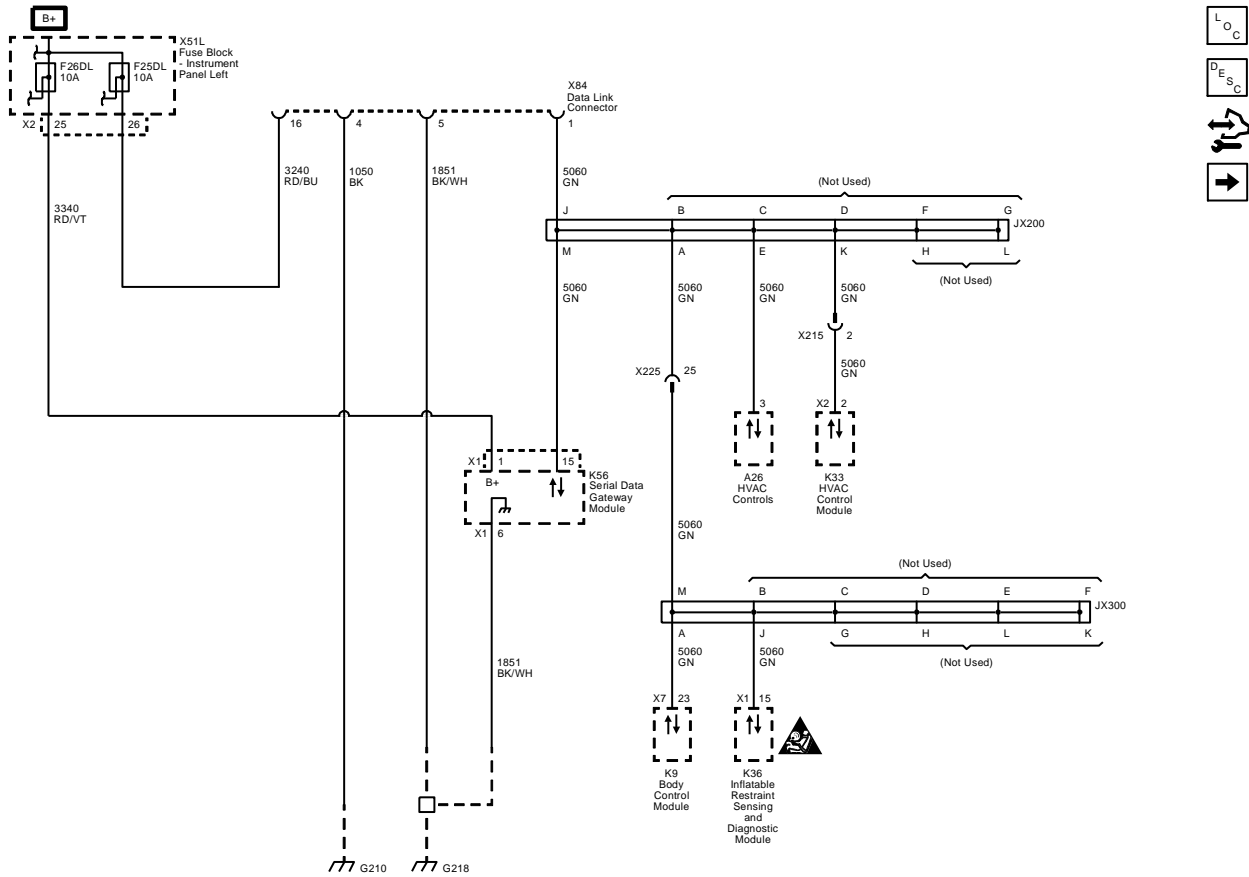 B+
X51L
Fuse Block
- Instrument
Panel Left
F26DL
10A
F25DL
10A
X2 25 26
X84
Data Link
Connector
16 4 5 1
3240
RD/BU
1050
BK
1851
BK/WH
5060
GN
3340
RD/VT
(Not Used)
J B C D F G
JX200
M A E K H L
(Not Used)
5060
GN
5060
GN
5060
GN
5060
GN
X215 2
5060
GN
X225 25
3
X2 2
A26
HVAC
Controls
K33
HVAC
Control
Module
X1 1 15
B+
K56
Serial Data
Gateway
Module
X1 6
5060
GN
(Not Used)
M B C D E F
JX300
A J G H L K
(Not Used)
5060
GN
5060
GN
1851
BK/WH
X7 23
X1 15
K9
Body
Control
Module
K36
Inflatable
Restraint
Sensing
and
Diagnostic
Module
G210
G218
LOC
DESC